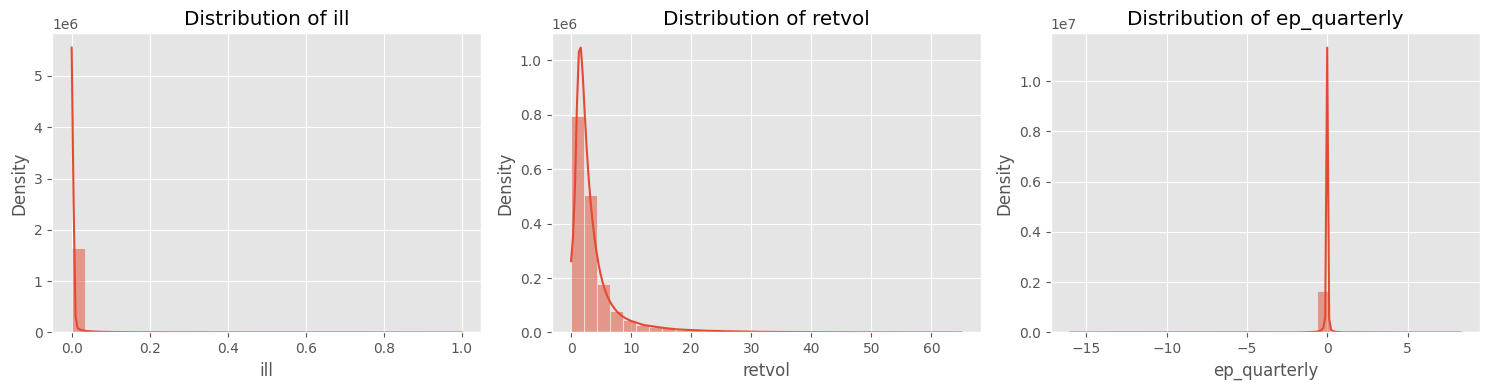 Distribution of ill
1e6
Density
5
4
3
2
1
0
0.0 0.2 0.4 0.6 0.8 1.0
ill
Distribution of retvol
1e6
Density
1.0
0.8
0.6
0.4
0.2
0.0
0 10 20 30 40 50 60
retvol
Distribution of ep_quarterly
1e7
Density
1.0
0.8
0.6
0.4
0.2
0.0
−15 −10 −5 0 5
ep_quarterly